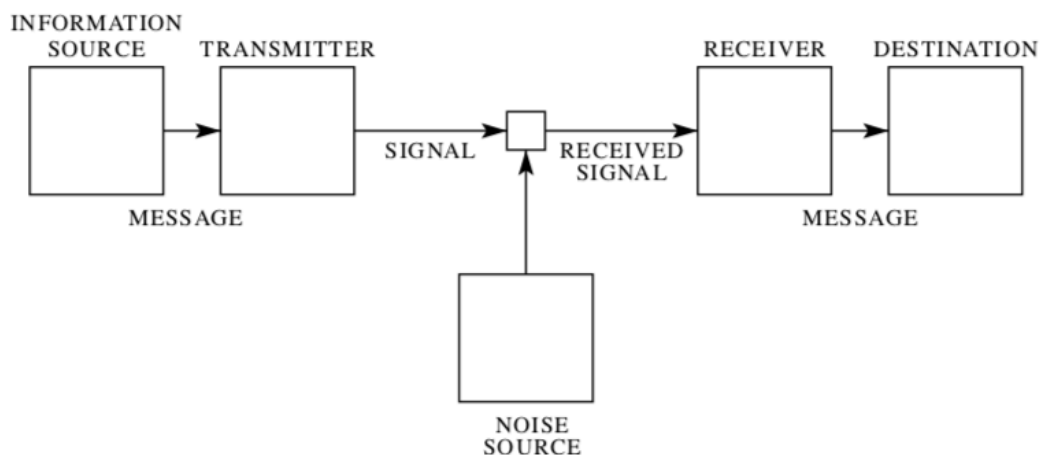 INFORMATION
SOURCE
TRANSMITTER
RECEIVER
DESTINATION
SIGNAL
RECEIVED
SIGNAL
MESSAGE
MESSAGE
NOISE
SOURCE